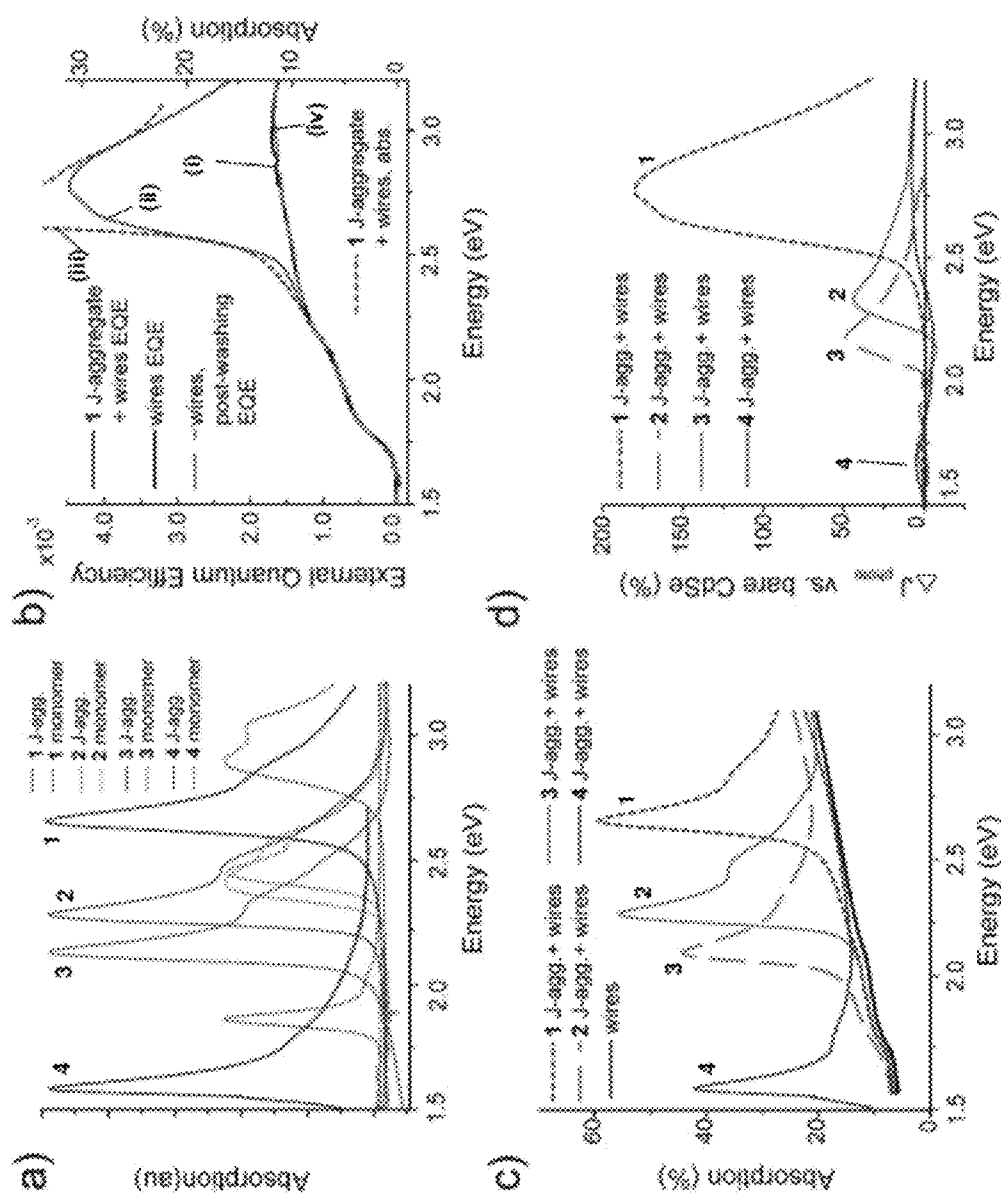 a)
Absorption(au)
1 J-agg.
1 monomer
2 J-agg.
2 monomer
3 J-agg.
3 monomer
4 J-agg.
4 monomer
4
3
2
1
1.5
2.0
2.5
3.0
Energy (eV)
b)
x10⁻³
External Quantum Efficiency
4.0
3.0
2.0
1.0
0.0
1 J-aggregate
+ wires EQE
wires EQE
wires,
post-washing
EQE
(iii)
(ii)
(i)
(iv)
1 J-aggregate
+ wires, abs.
Absorption
(%)
30
20
10
0
1.5
2.0
2.5
3.0
Energy (eV)
c)
Absorption (%)
60
40
20
0
1 J-agg.+ wires
2 J-agg.+ wires
wires
3 J-agg.+ wires
4 J-agg.+ wires
4
3
2
1
1.5
2.0
2.5
3.0
Energy (eV)
d)
Δ J
vs. bare CdSe (%)
200
150
100
50
0
1 J-agg.+ wires
2 J-agg.+ wires
3 J-agg.+ wires
4 J-agg.+ wires
4
3
2
1
1.5
2.0
2.5
3.0
Energy (eV)